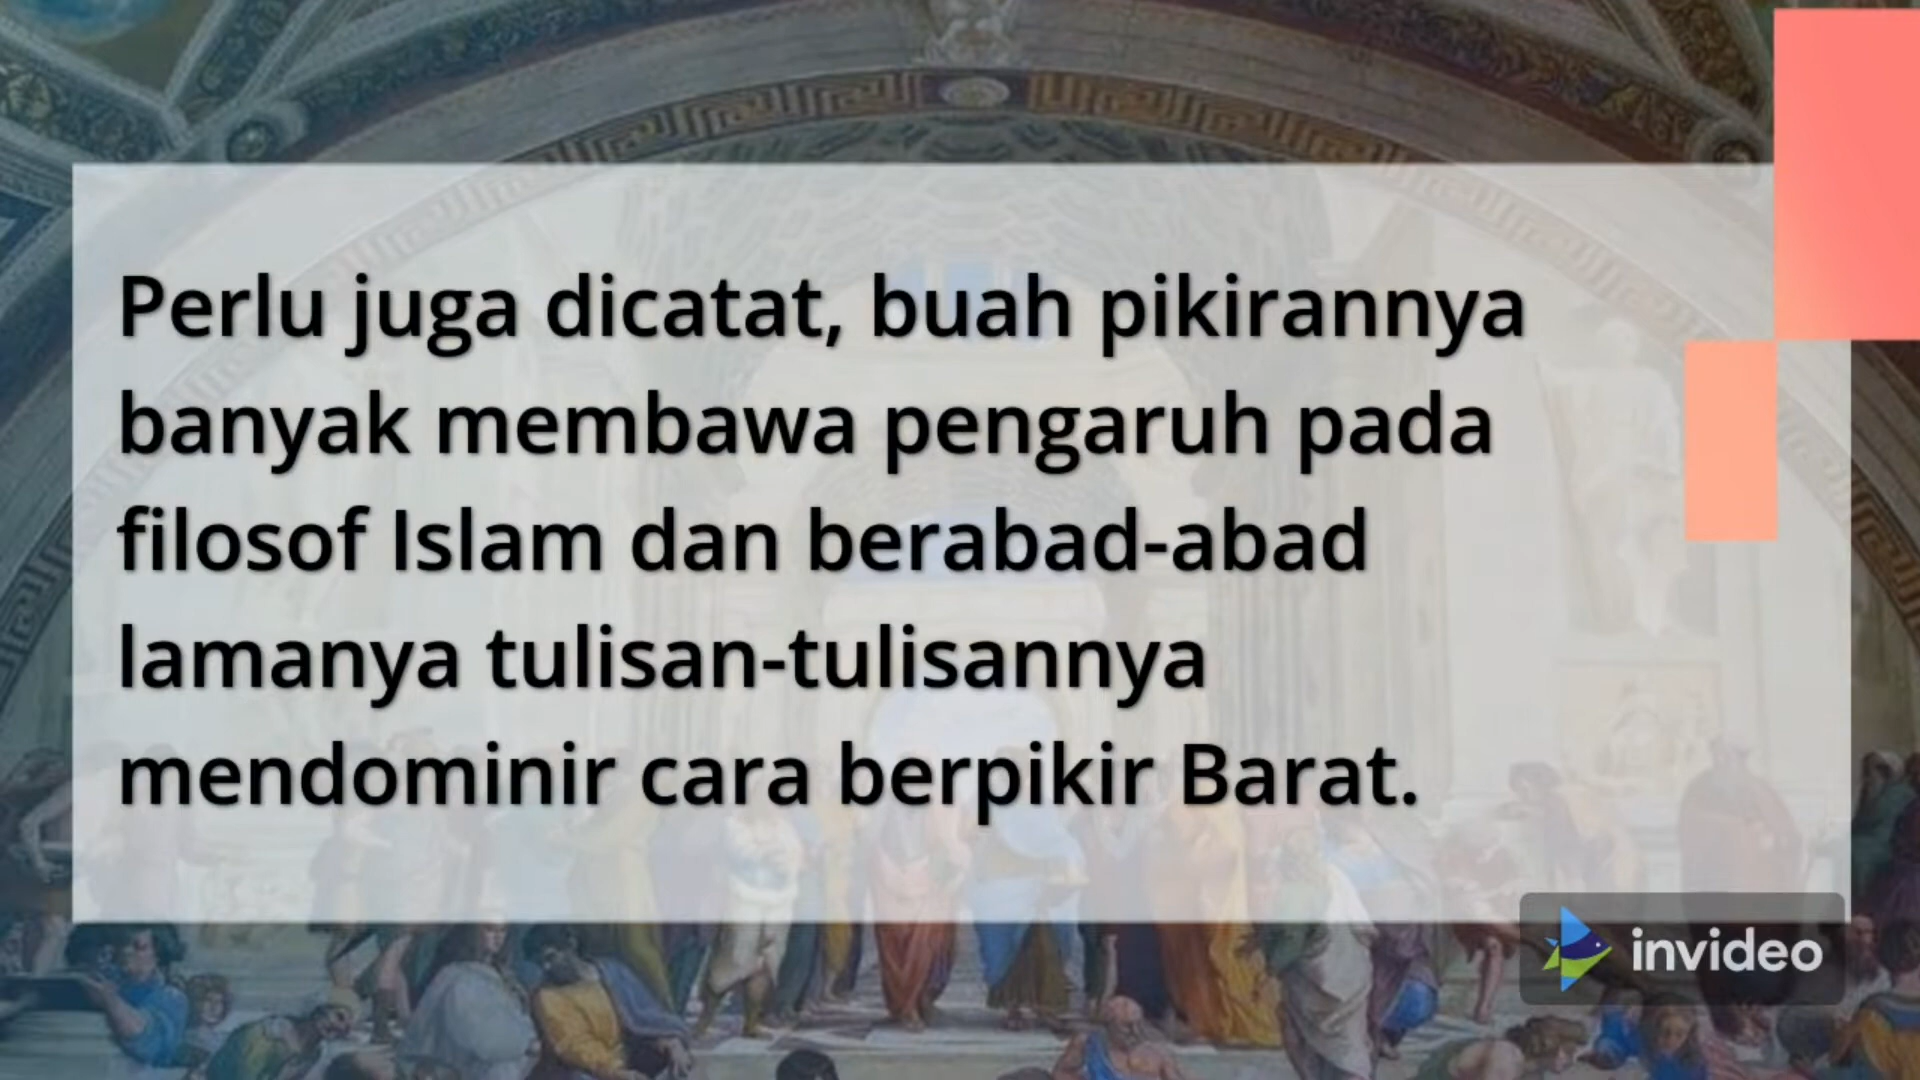 Perlu juga dicatat, buah pikirannya
banyak membawa pengaruh pada
filosof Islam dan berabad-abad
lamanya tulisan-tulisannya
mendominir cara berpikir Barat.
invideo